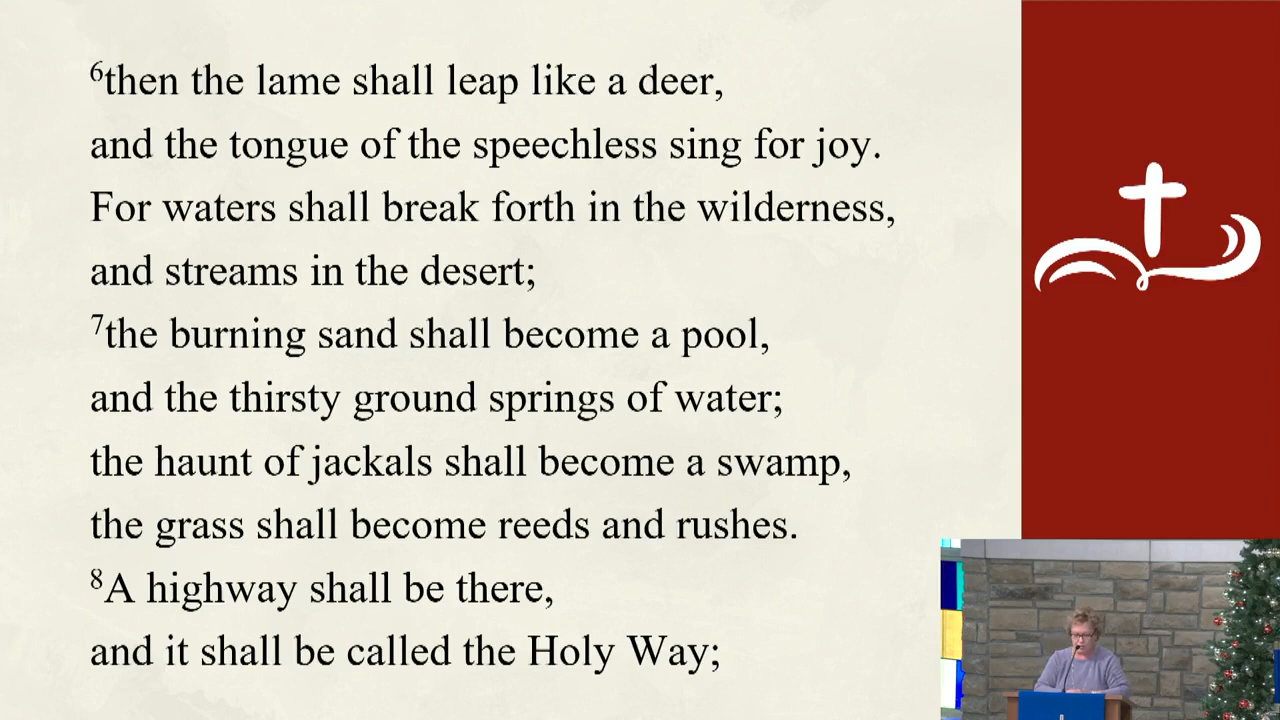 ⁶then the lame shall leap like a deer,
and the tongue of the speechless sing for joy.
For waters shall break forth in the wilderness,
and streams in the desert;
⁷the burning sand shall become a pool,
and the thirsty ground springs of water;
the haunt of jackals shall become a swamp,
the grass shall become reeds and rushes.
⁸A highway shall be there,
and it shall be called the Holy Way;